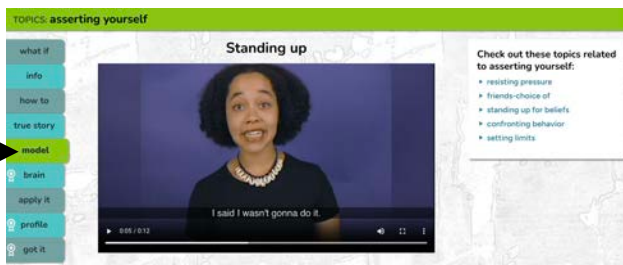 TOPICS: asserting yourself
what if
info
how to
true story
model
brain
apply it
profile
got it
Standing up
I said I wasn't gonna do it.
0:05 / 0:12
Check out these topics related
to asserting yourself:
resisting pressure
friends-choice of
standing up for beliefs
confronting behavior
setting limits